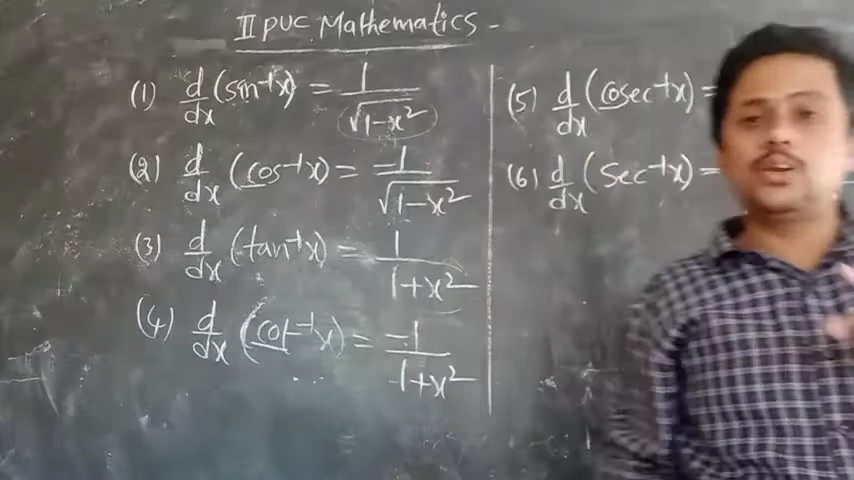 II PUC Mathematics -
(1) d/dx (sin⁻¹x) = 1/√(1-x²)
(2) d/dx (cos⁻¹x) = -1/√(1-x²)
(3) d/dx (tan⁻¹x) = 1/(1+x²)
(4) d/dx (cot⁻¹x) = -1/(1+x²)
(5) d/dx (cosec⁻¹x) =
(6) d/dx (sec⁻¹x) =